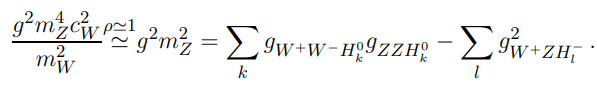 \frac{g^2 m_Z^4 c_W^2}{m_W^2} \overset{\rho \simeq 1}{\simeq} g^2 m_Z^2 = \sum_k g_{W^+W^-H_k^0} g_{ZZH_k^0} - \sum_l g^2_{W^+ZH_l^-} .